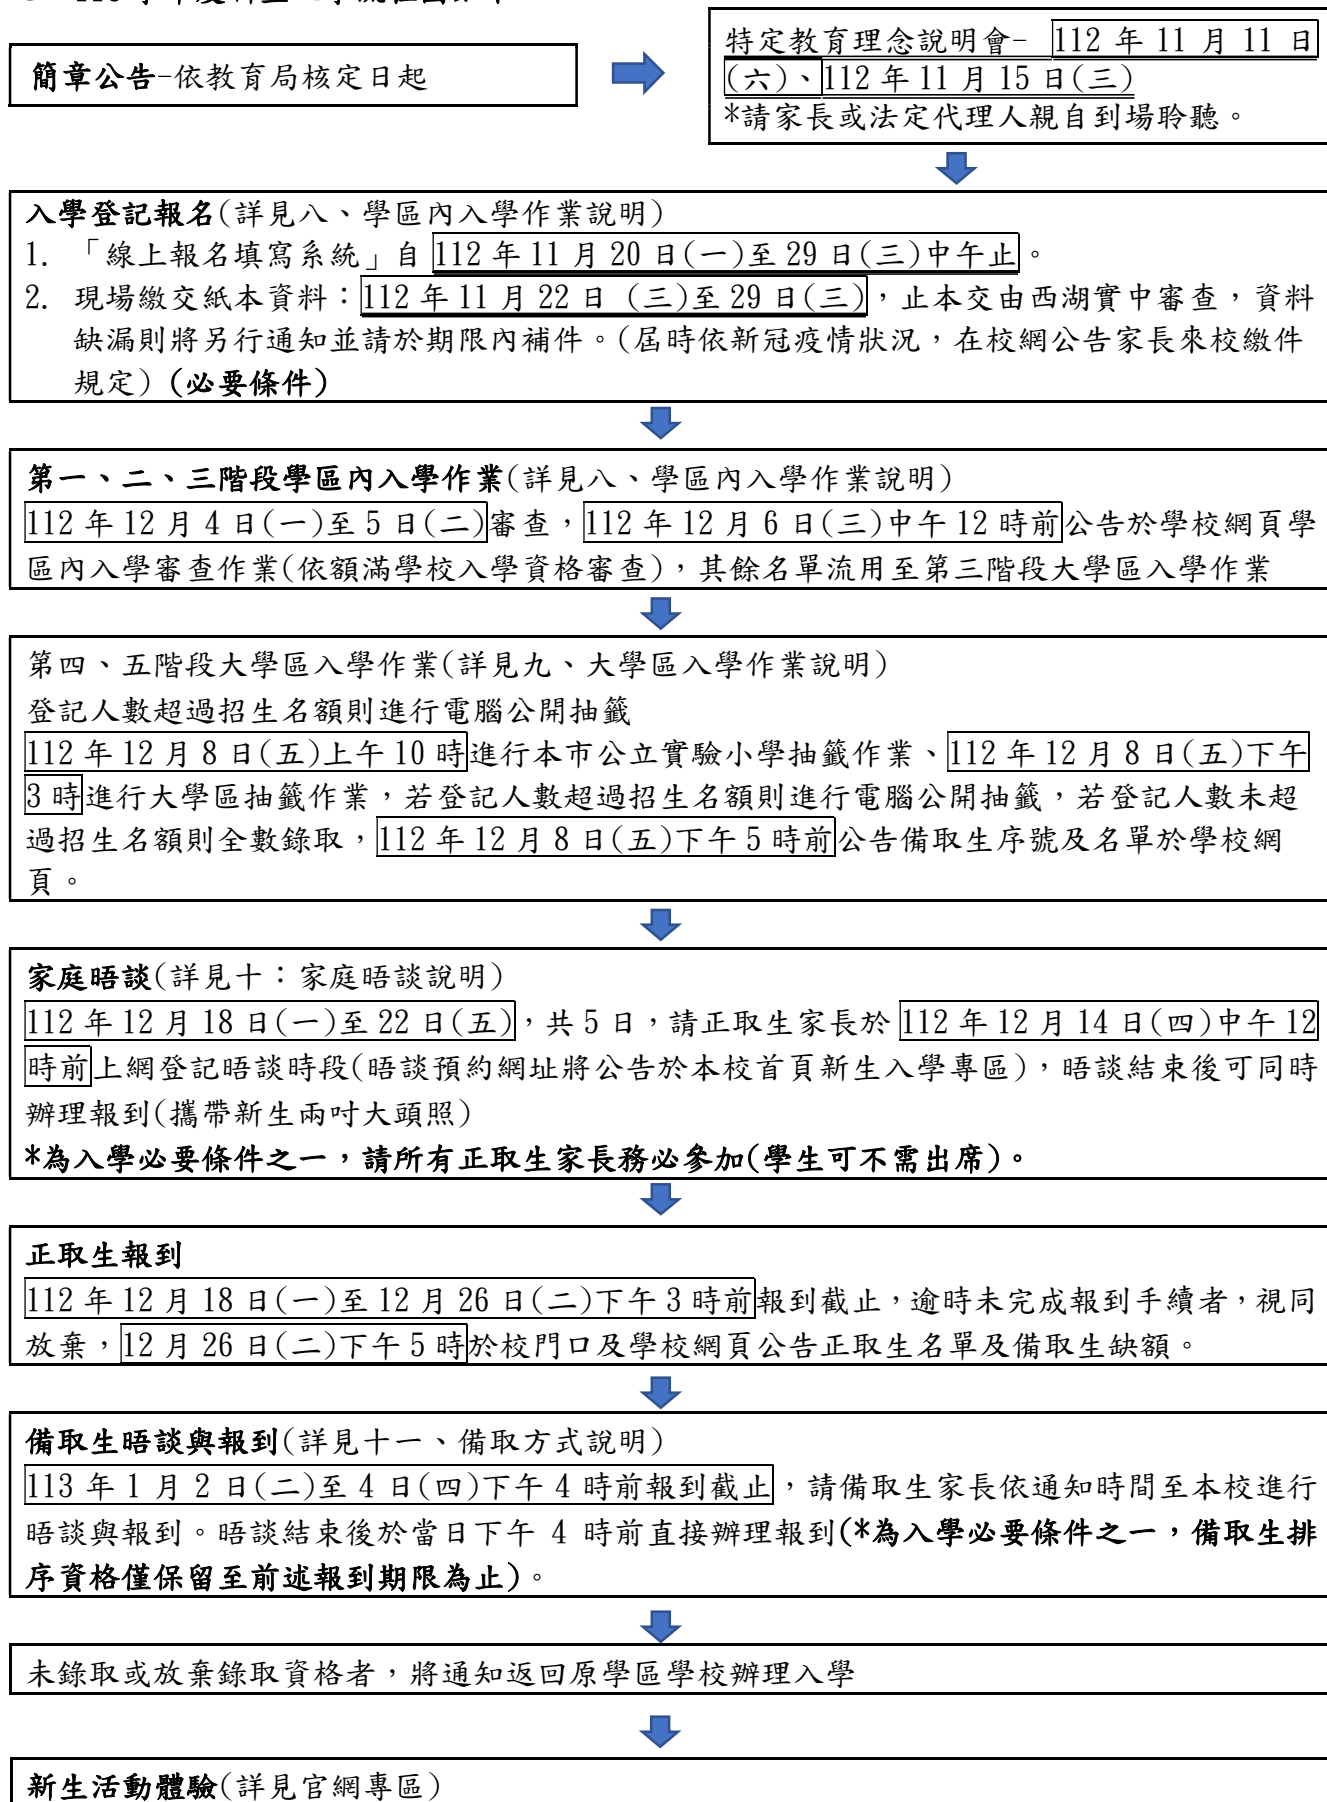 簡章公告-依教育局核定日起
特定教育理念說明會- 112 年 11 月 11 日
(六)、112 年 11 月 15 日(三)
*請家長或法定代理人親自到場聆聽。
入學登記報名(詳見八、學區內入學作業說明)
1. 「線上報名填寫系統」自 112 年 11 月 20 日(一)至 29 日(三)中午止。
2. 現場繳交紙本資料：112 年 11 月 22 日 (三)至 29 日(三)，止本交由西湖實中審查，資料
缺漏則將另行通知並請於期限內補件。(屆時依新冠疫情狀況，在校網公告家長來校繳件
規定)(必要條件)
第一、二、三階段學區內入學作業(詳見八、學區內入學作業說明)
112 年 12 月 4 日(一)至 5 日(二)審查，112 年 12 月 6 日(三)中午 12 時前公告於學校網頁學
區內入學審查作業(依額滿學校入學資格審查)，其餘名單流用至第三階段大學區入學作業
第四、五階段大學區入學作業(詳見九、大學區入學作業說明)
登記人數超過招生名額則進行電腦公開抽籤
112 年 12 月 8 日(五)上午 10 時進行本市公立實驗小學抽籤作業、112 年 12 月 8 日(五)下午
3 時進行大學區抽籤作業，若登記人數超過招生名額則進行電腦公開抽籤，若登記人數未超
過招生名額則全數錄取，112 年 12 月 8 日(五)下午 5 時前公告備取生序號及名單於學校網
頁。
家庭晤談(詳見十：家庭晤談說明)
112 年 12 月 18 日(一)至 22 日(五)，共 5 日，請正取生家長於 112 年 12 月 14 日(四)中午 12
時前上網登記晤談時段(晤談預約網址將公告於本校首頁新生入學專區)，晤談結束後可同時
辦理報到(攜帶新生兩吋大頭照)
*為入學必要條件之一，請所有正取生家長務必參加(學生可不需出席)。
正取生報到
112 年 12 月 18 日(一)至 12 月 26 日(二)下午 3 時前報到截止，逾時未完成報到手續者，視同
放棄，12 月 26 日(二)下午 5 時於校門口及學校網頁公告正取生名單及備取生缺額。
備取生晤談與報到(詳見十一、備取方式說明)
113 年 1 月 2 日(二)至 4 日(四)下午 4 時前報到截止，請備取生家長依通知時間至本校進行
晤談與報到。晤談結束後於當日下午 4 時前直接辦理報到(*為入學必要條件之一，備取生排
序資格僅保留至前述報到期限為止)。
未錄取或放棄錄取資格者，將通知返回原學區學校辦理入學
新生活動體驗(詳見官網專區)